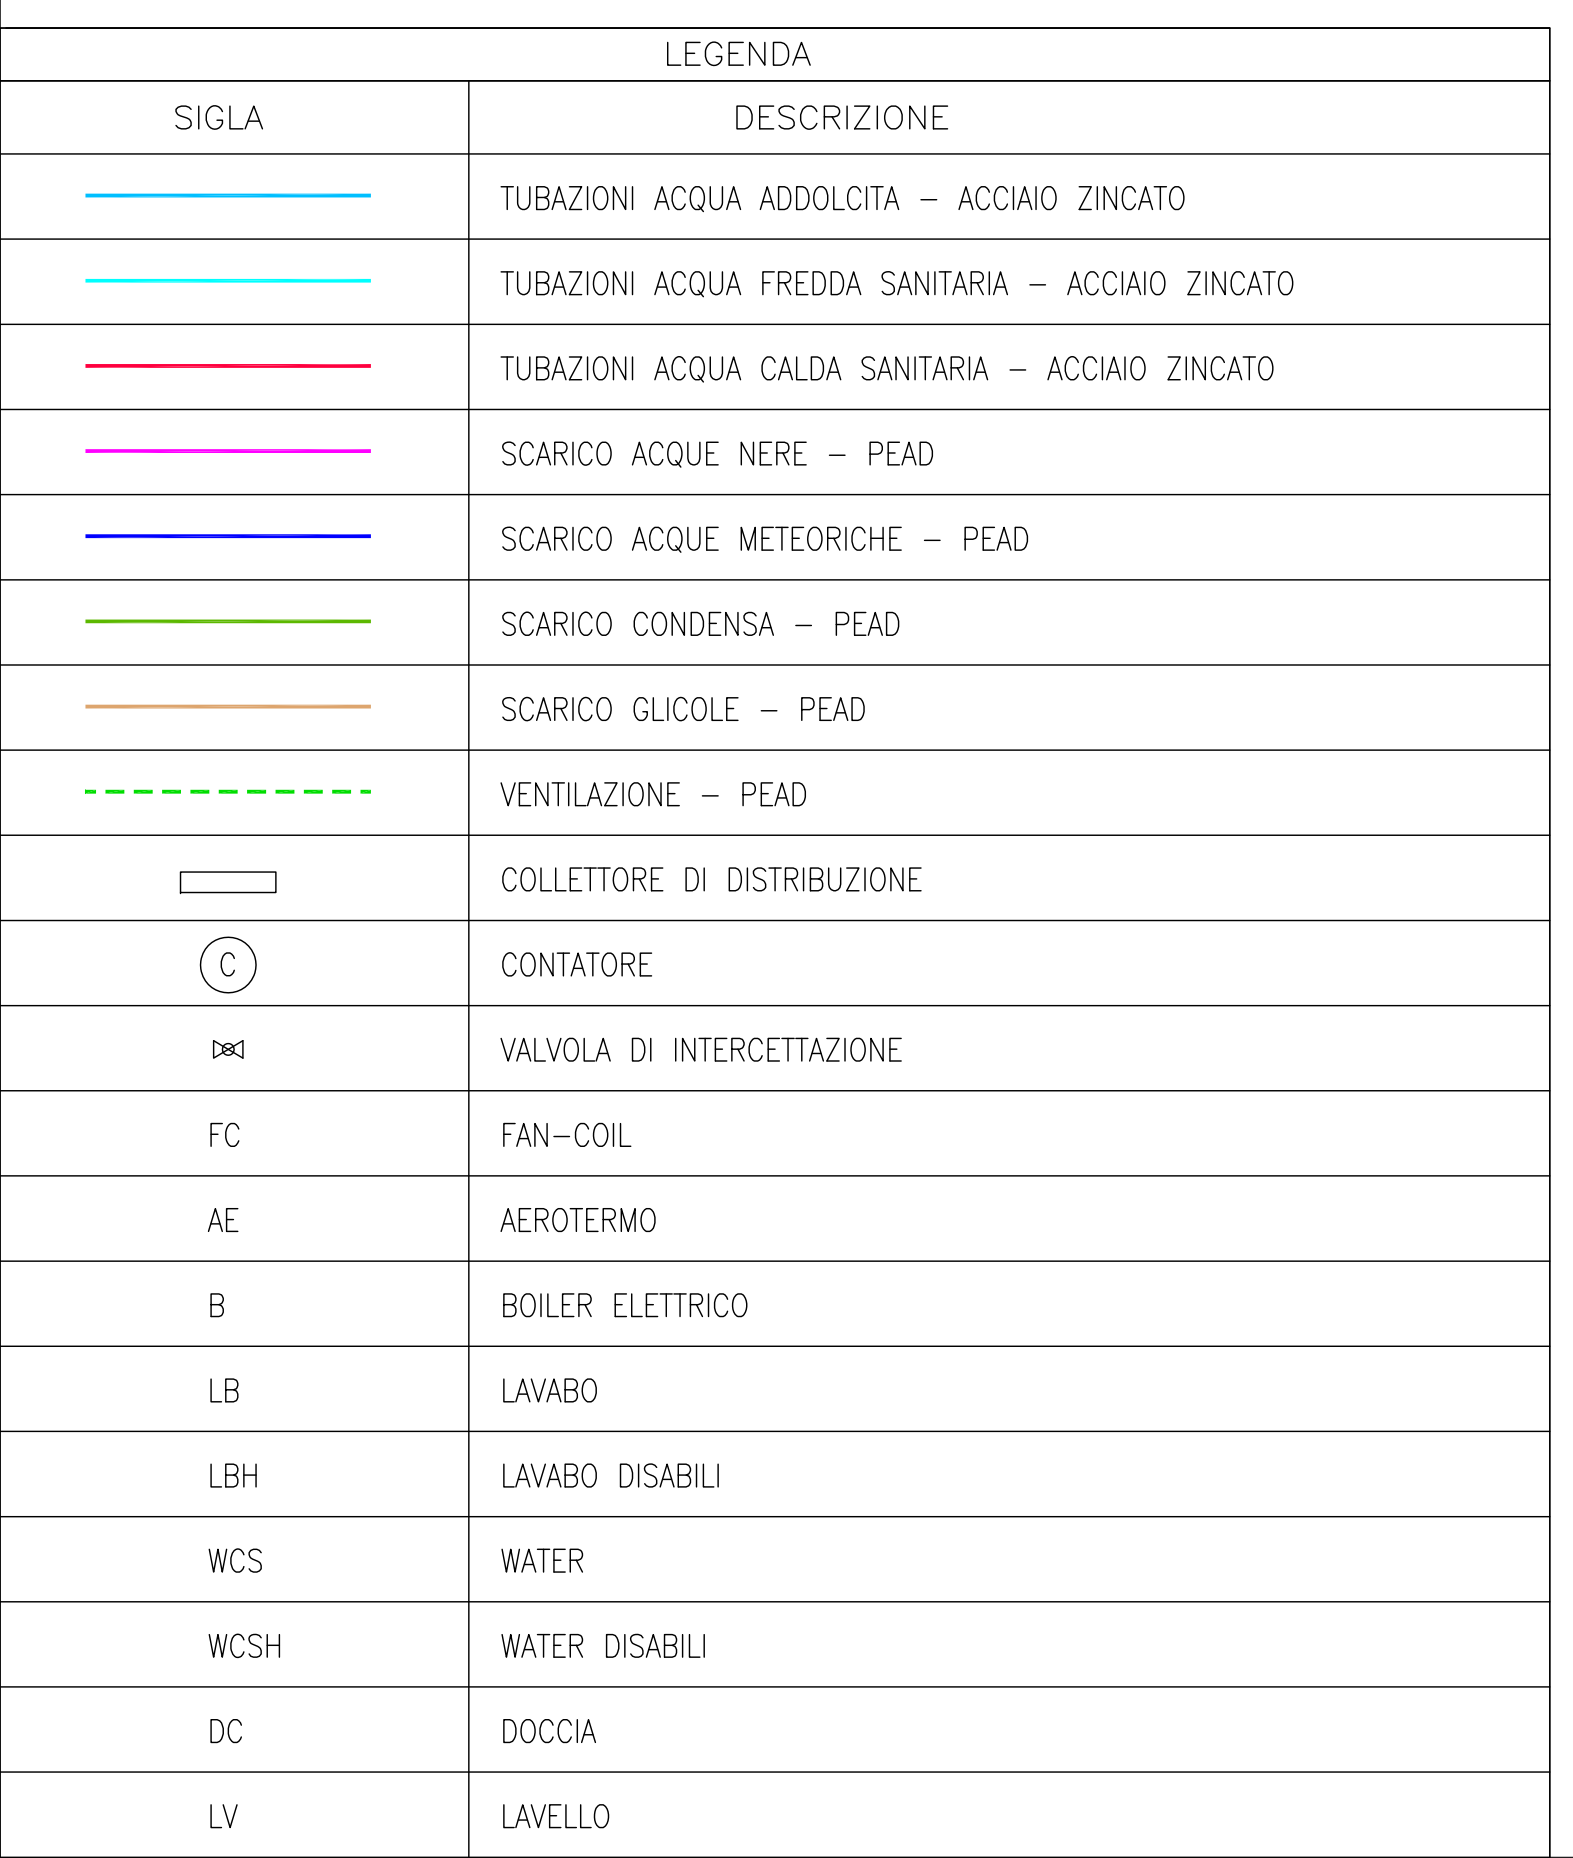 LEGENDA
SIGLA DESCRIZIONE
TUBAZIONI ACQUA ADDOLCITA – ACCIAIO ZINCATO
TUBAZIONI ACQUA FREDDA SANITARIA – ACCIAIO ZINCATO
TUBAZIONI ACQUA CALDA SANITARIA – ACCIAIO ZINCATO
SCARICO ACQUE NERE – PEAD
SCARICO ACQUE METEORICHE – PEAD
SCARICO CONDENSA – PEAD
SCARICO GLICOLE – PEAD
VENTILAZIONE – PEAD
COLLETTORE DI DISTRIBUZIONE
C CONTATORE
VALVOLA DI INTERCETTAZIONE
FC FAN–COIL
AE AEROTERMO
B BOILER ELETTRICO
LB LAVABO
LBH LAVABO DISABILI
WCS WATER
WCSH WATER DISABILI
DC DOCCIA
LV LAVELLO